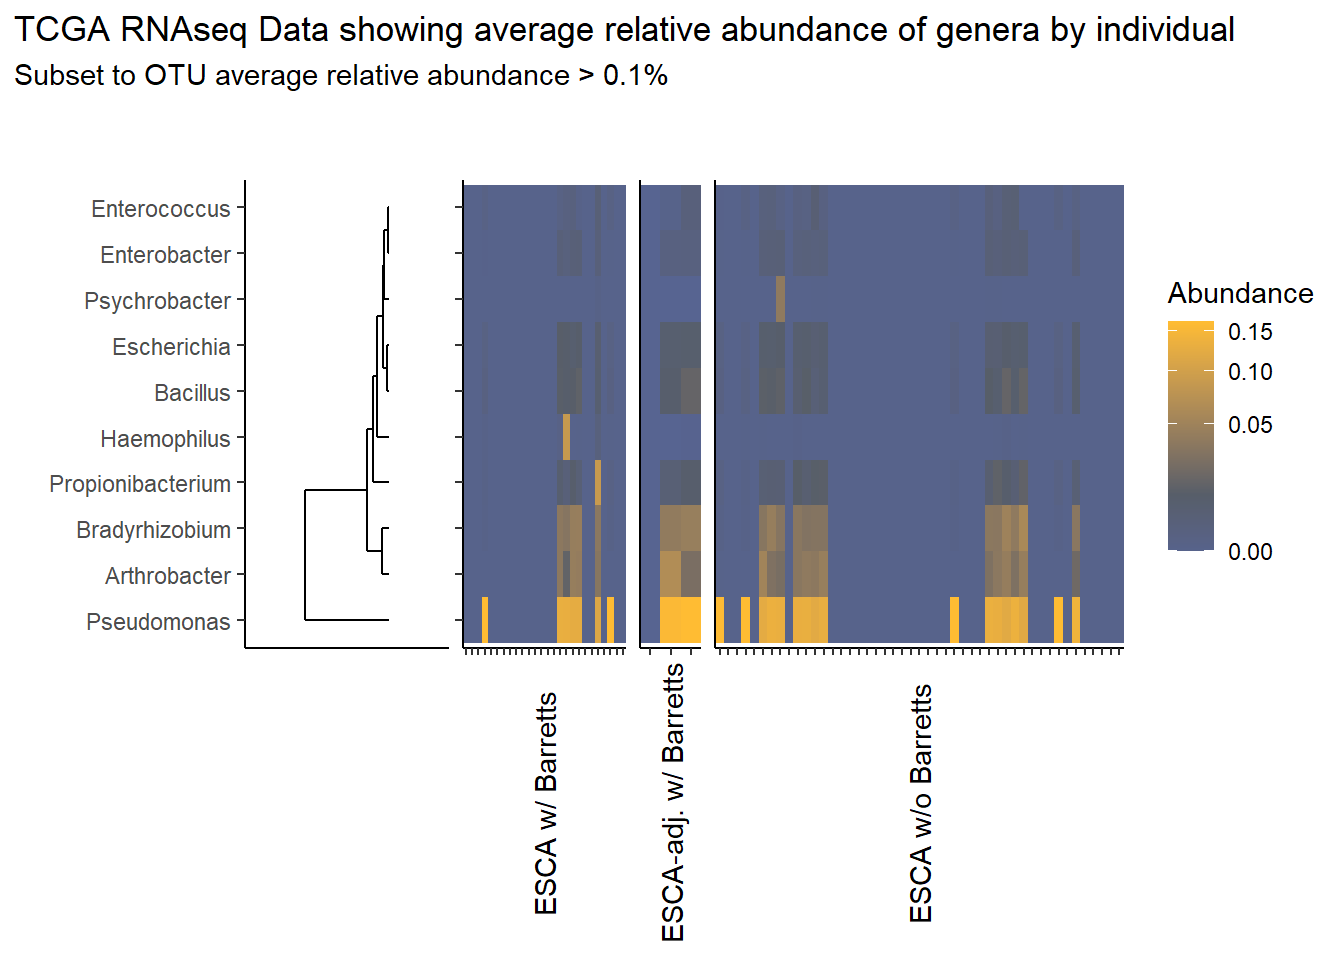 TCGA RNAseq Data showing average relative abundance of genera by individual
Subset to OTU average relative abundance > 0.1%
Enterococcus
Enterobacter
Psychrobacter
Escherichia
Bacillus
Haemophilus
Propionibacterium
Bradyrhizobium
Arthrobacter
Pseudomonas
ESCA w/ Barretts
ESCA-adj. w/ Barretts
ESCA w/o Barretts
Abundance
0.15
0.10
0.05
0.00